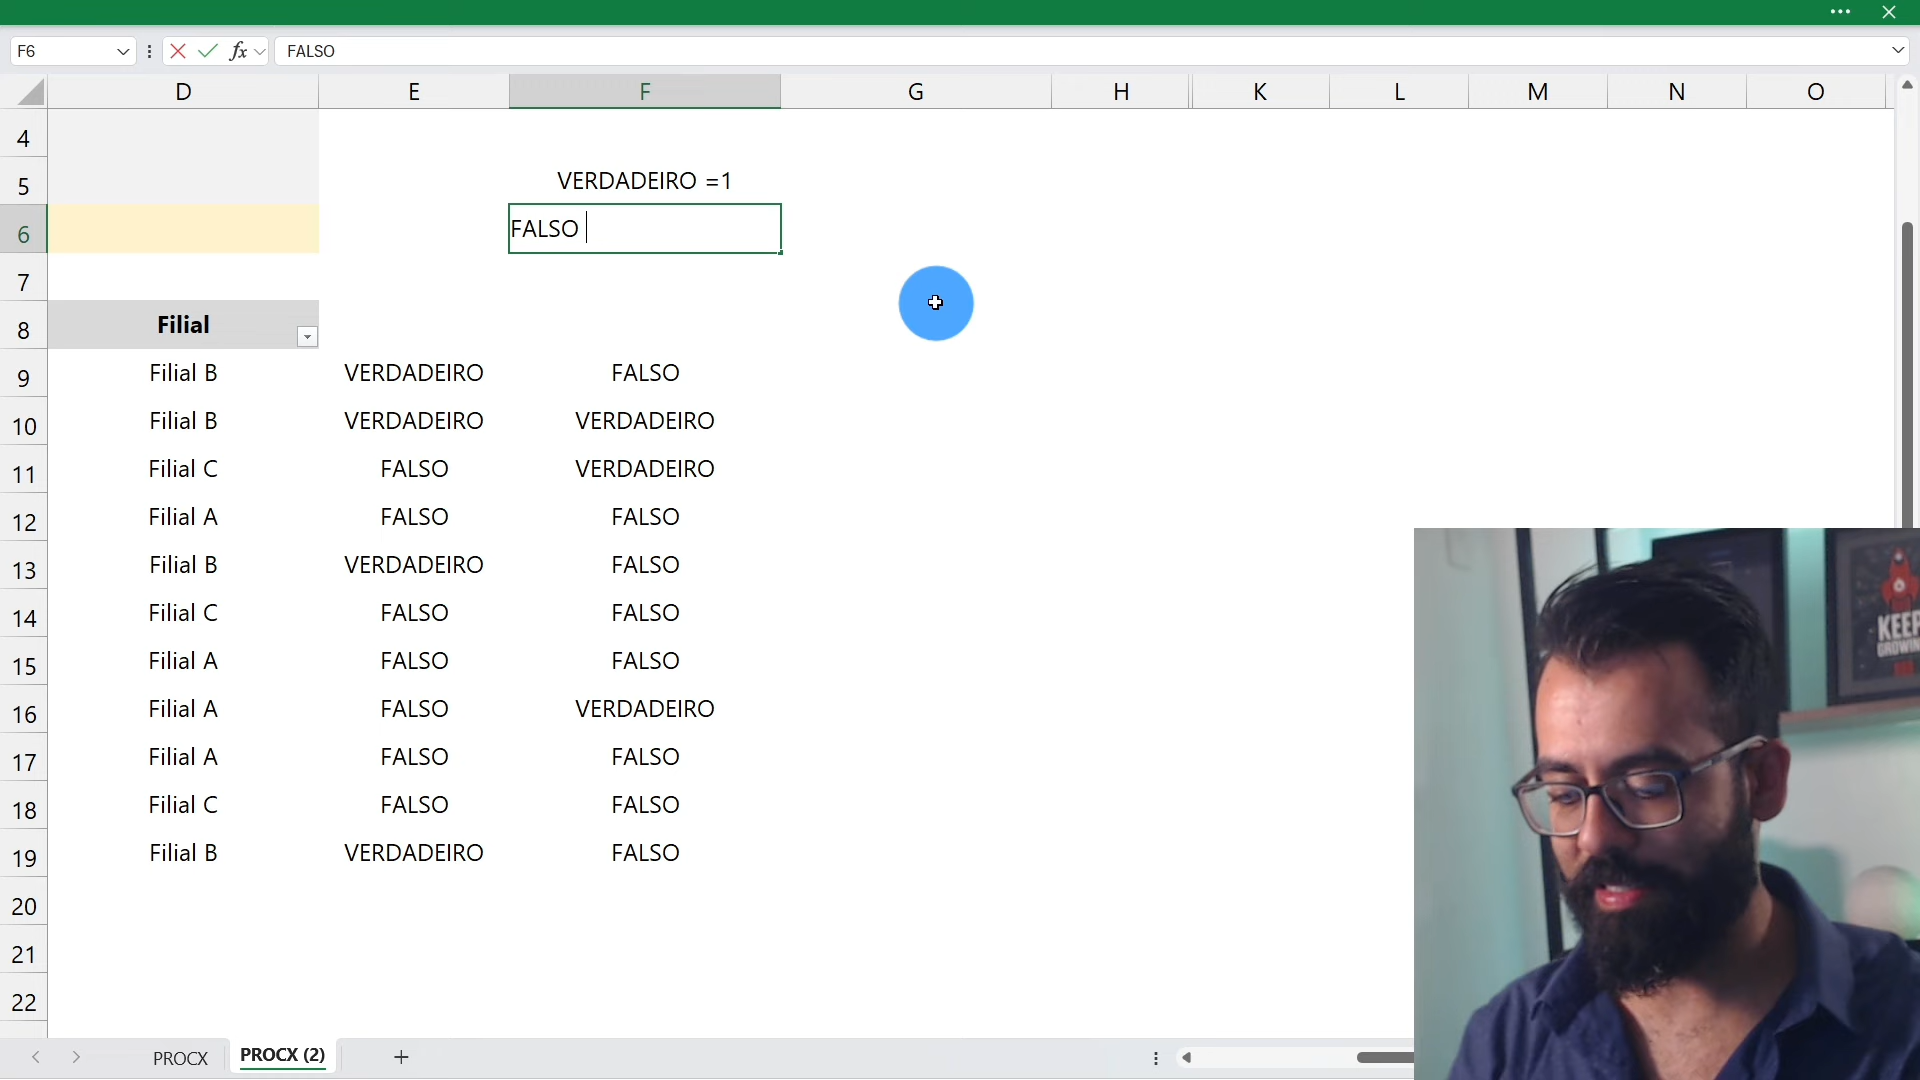 F6 fx FALSO
D E F G H K L M N O
4
5 VERDADEIRO =1
6 FALSO
7
8 Filial
9 Filial B VERDADEIRO FALSO
10 Filial B VERDADEIRO VERDADEIRO
11 Filial C FALSO VERDADEIRO
12 Filial A FALSO FALSO
13 Filial B VERDADEIRO FALSO
14 Filial C FALSO FALSO
15 Filial A FALSO FALSO
16 Filial A FALSO VERDADEIRO
17 Filial A FALSO FALSO
18 Filial C FALSO FALSO
19 Filial B VERDADEIRO FALSO
20
21
22
KEEP
GROWING
PROCX PROCX (2)